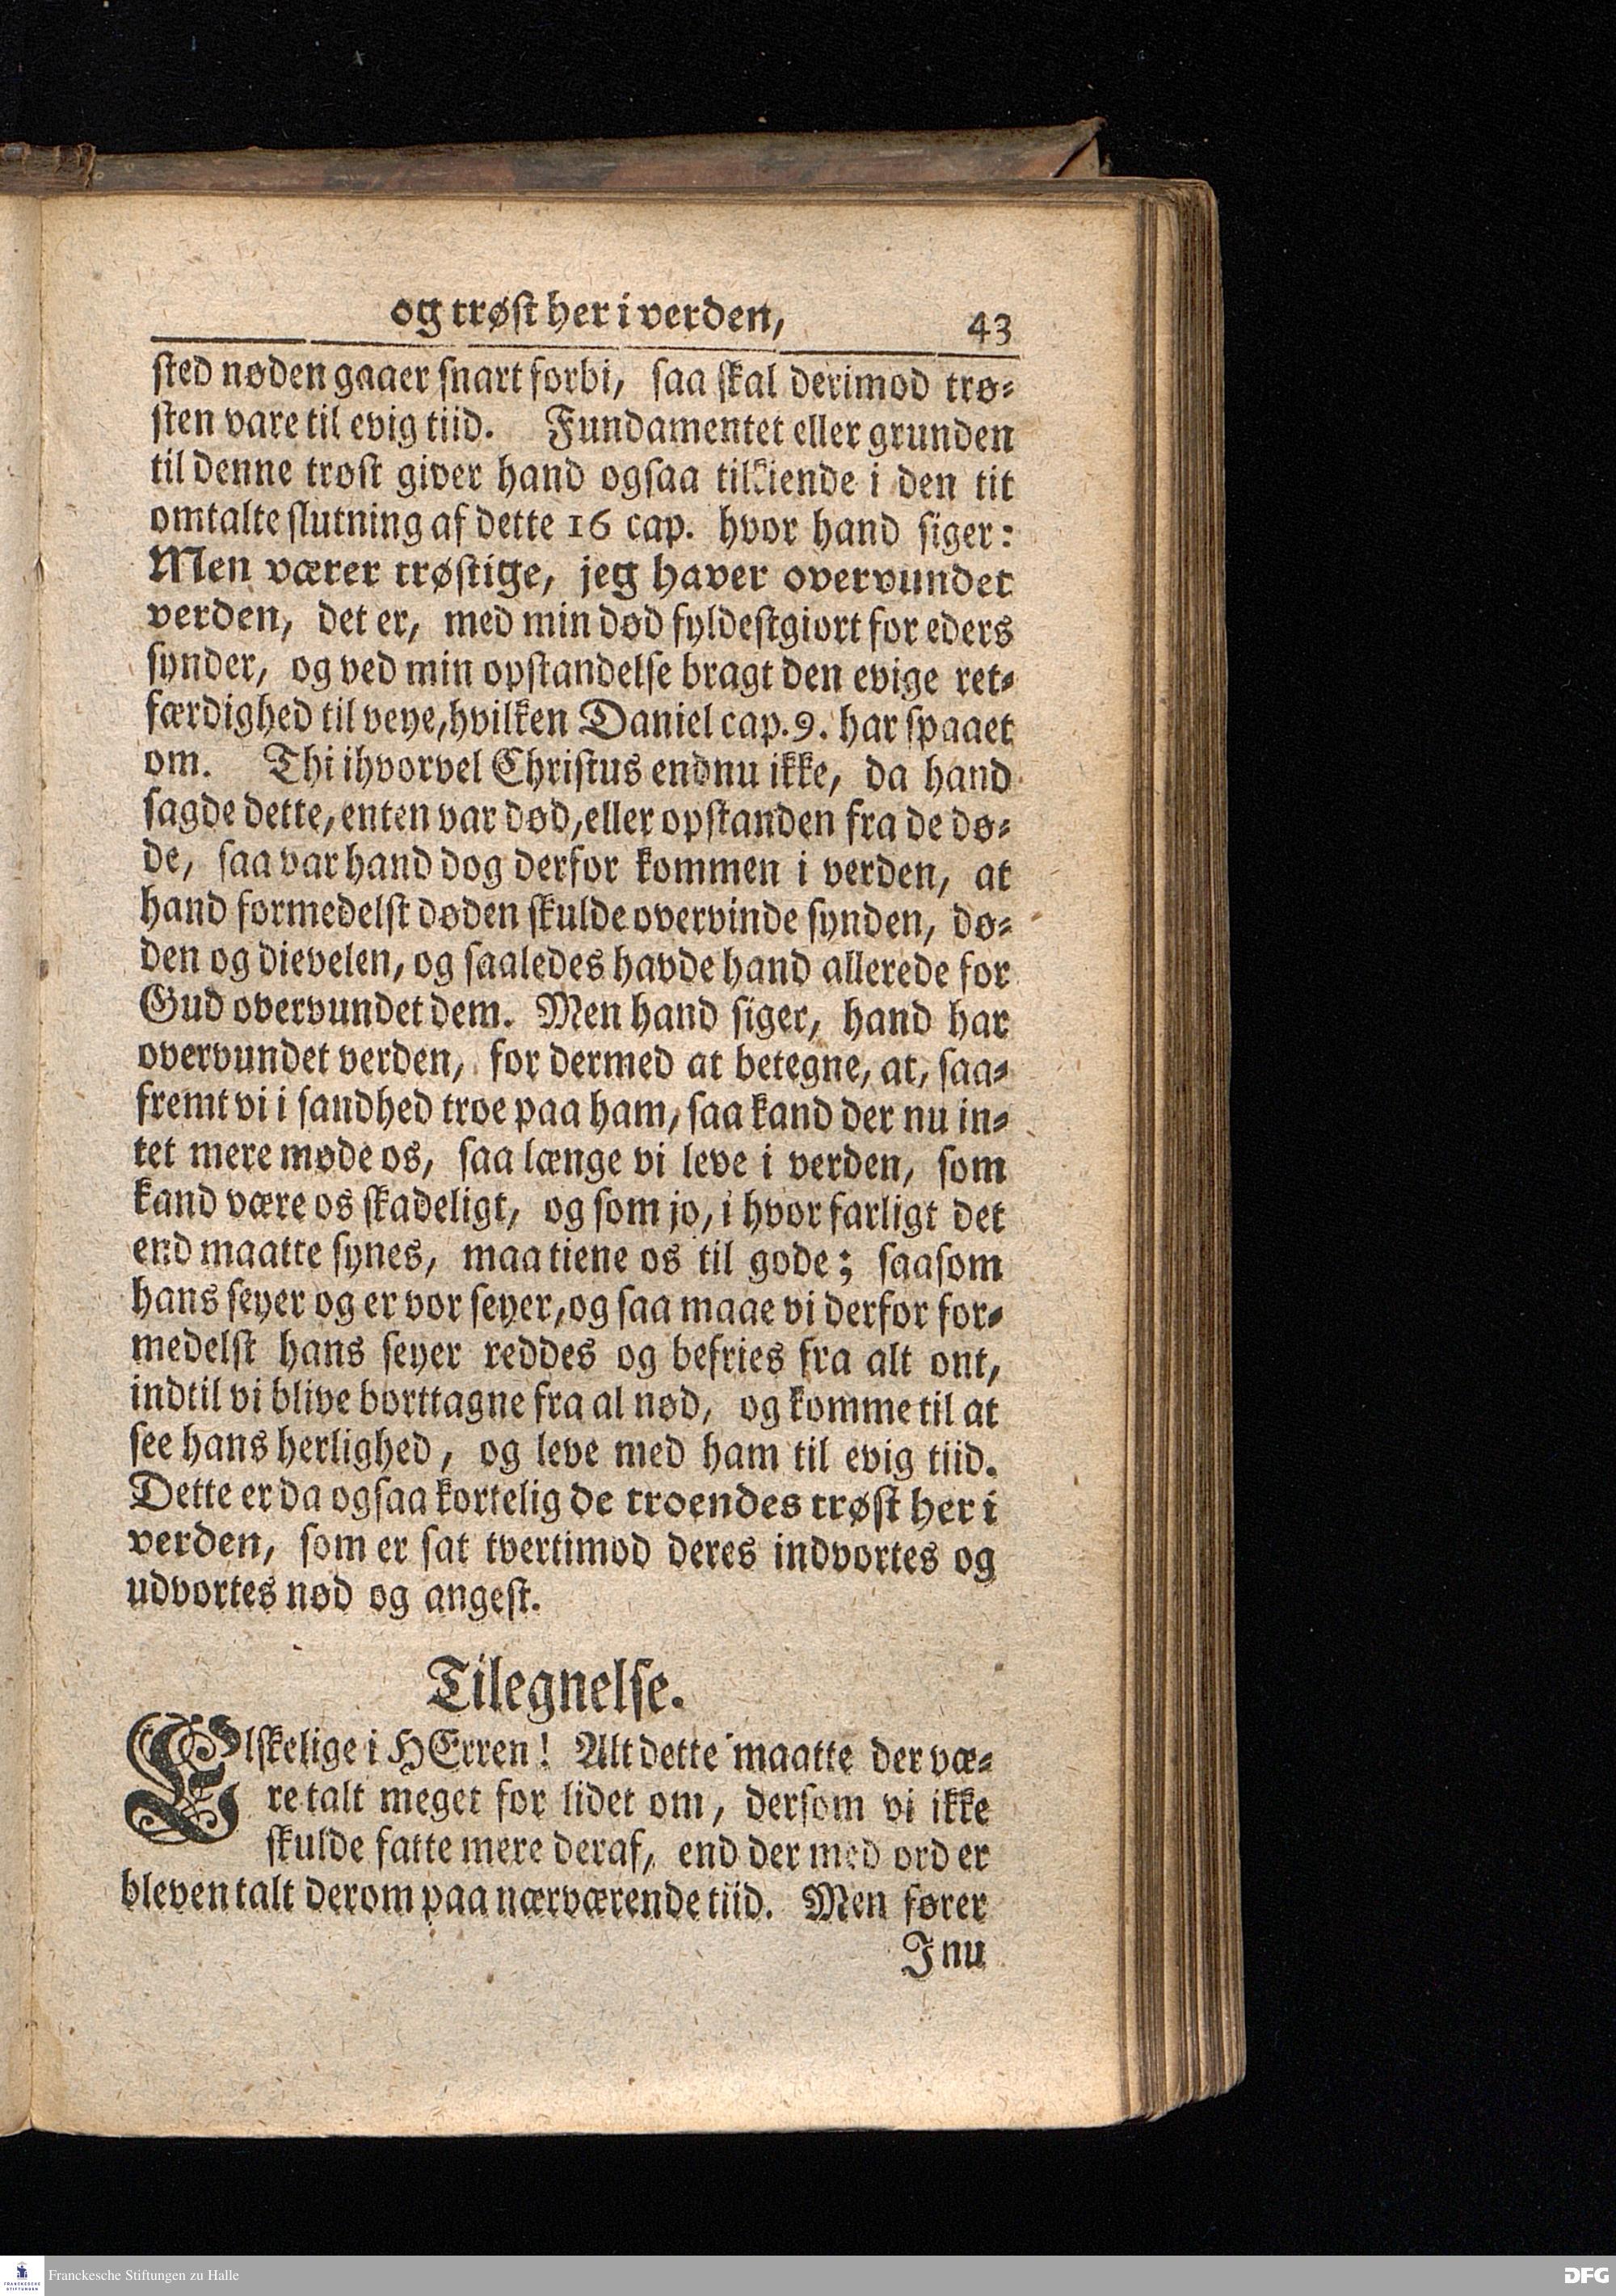 og trøst her i verden, 43
sted nøden gaaer snart forbi, saa skal derimod trø-
sten vare til evig tiid. Fundamentet eller grunden
til denne trøst giver hand ogsaa tilkiende i den tit
omtalte slutning af dette 16 cap. hvor hand siger:
Men værer trøstige, jeg haver overvundet
verden, det er, med min død fyldestgiort for eders
synder, og ved min opstandelse bragt den evige ret-
færdighed til veye, hvilken Daniel cap. 9. har spaaet
om. Thi ihvorvel Christus endnu ikke, da hand
sagde dette, enten var død, eller opstanden fra de dø-
de, saa var hand dog derfor kommen i verden, at
hand formedelst døden skulde overvinde synden, dø-
den og dievelen, og saaledes havde hand allerede for
Gud overvundet dem. Men hand siger, hand har
overvundet verden, for dermed at betegne, at, saa-
fremt vi i sandhed troe paa ham, saa kand der nu in-
tet mere møde os, saa længe vi leve i verden, som
kand være os skadeligt, og som jo, i hvor farligt det
end maatte synes, maa tiene os til gode; saasom
hans seyer og er vor seyer, og saa maae vi derfor for-
medelst hans seyer reddes og befries fra alt ont,
indtil vi blive borttagne fra al nød, og komme til at
see hans herlighed, og leve med ham til evig tiid.
Dette er da ogsaa kortelig de troendes trøst her i
verden, som er sat tvertimod deres indvortes og
udvortes nød og angest.
Tilegnelse.
Elskelige i HErren! Alt dette maatte der væ-
re talt meget for lidet om, dersom vi ikke
skulde fatte mere deraf, end der med ord er
bleven talt derom paa nærværende tiid. Men fører
I nu
Franckesche Stiftungen zu Halle
FRANCKESCHE
STIFTUNGEN
DFG